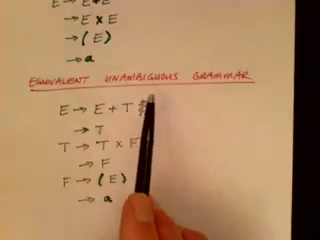 E → E + E
→ E × E
→ (E)
→ a
EQUIVALENT UNAMBIGUOUS GRAMMAR
E → E + T
→ T
T → T × F
→ F
F → (E)
→ a